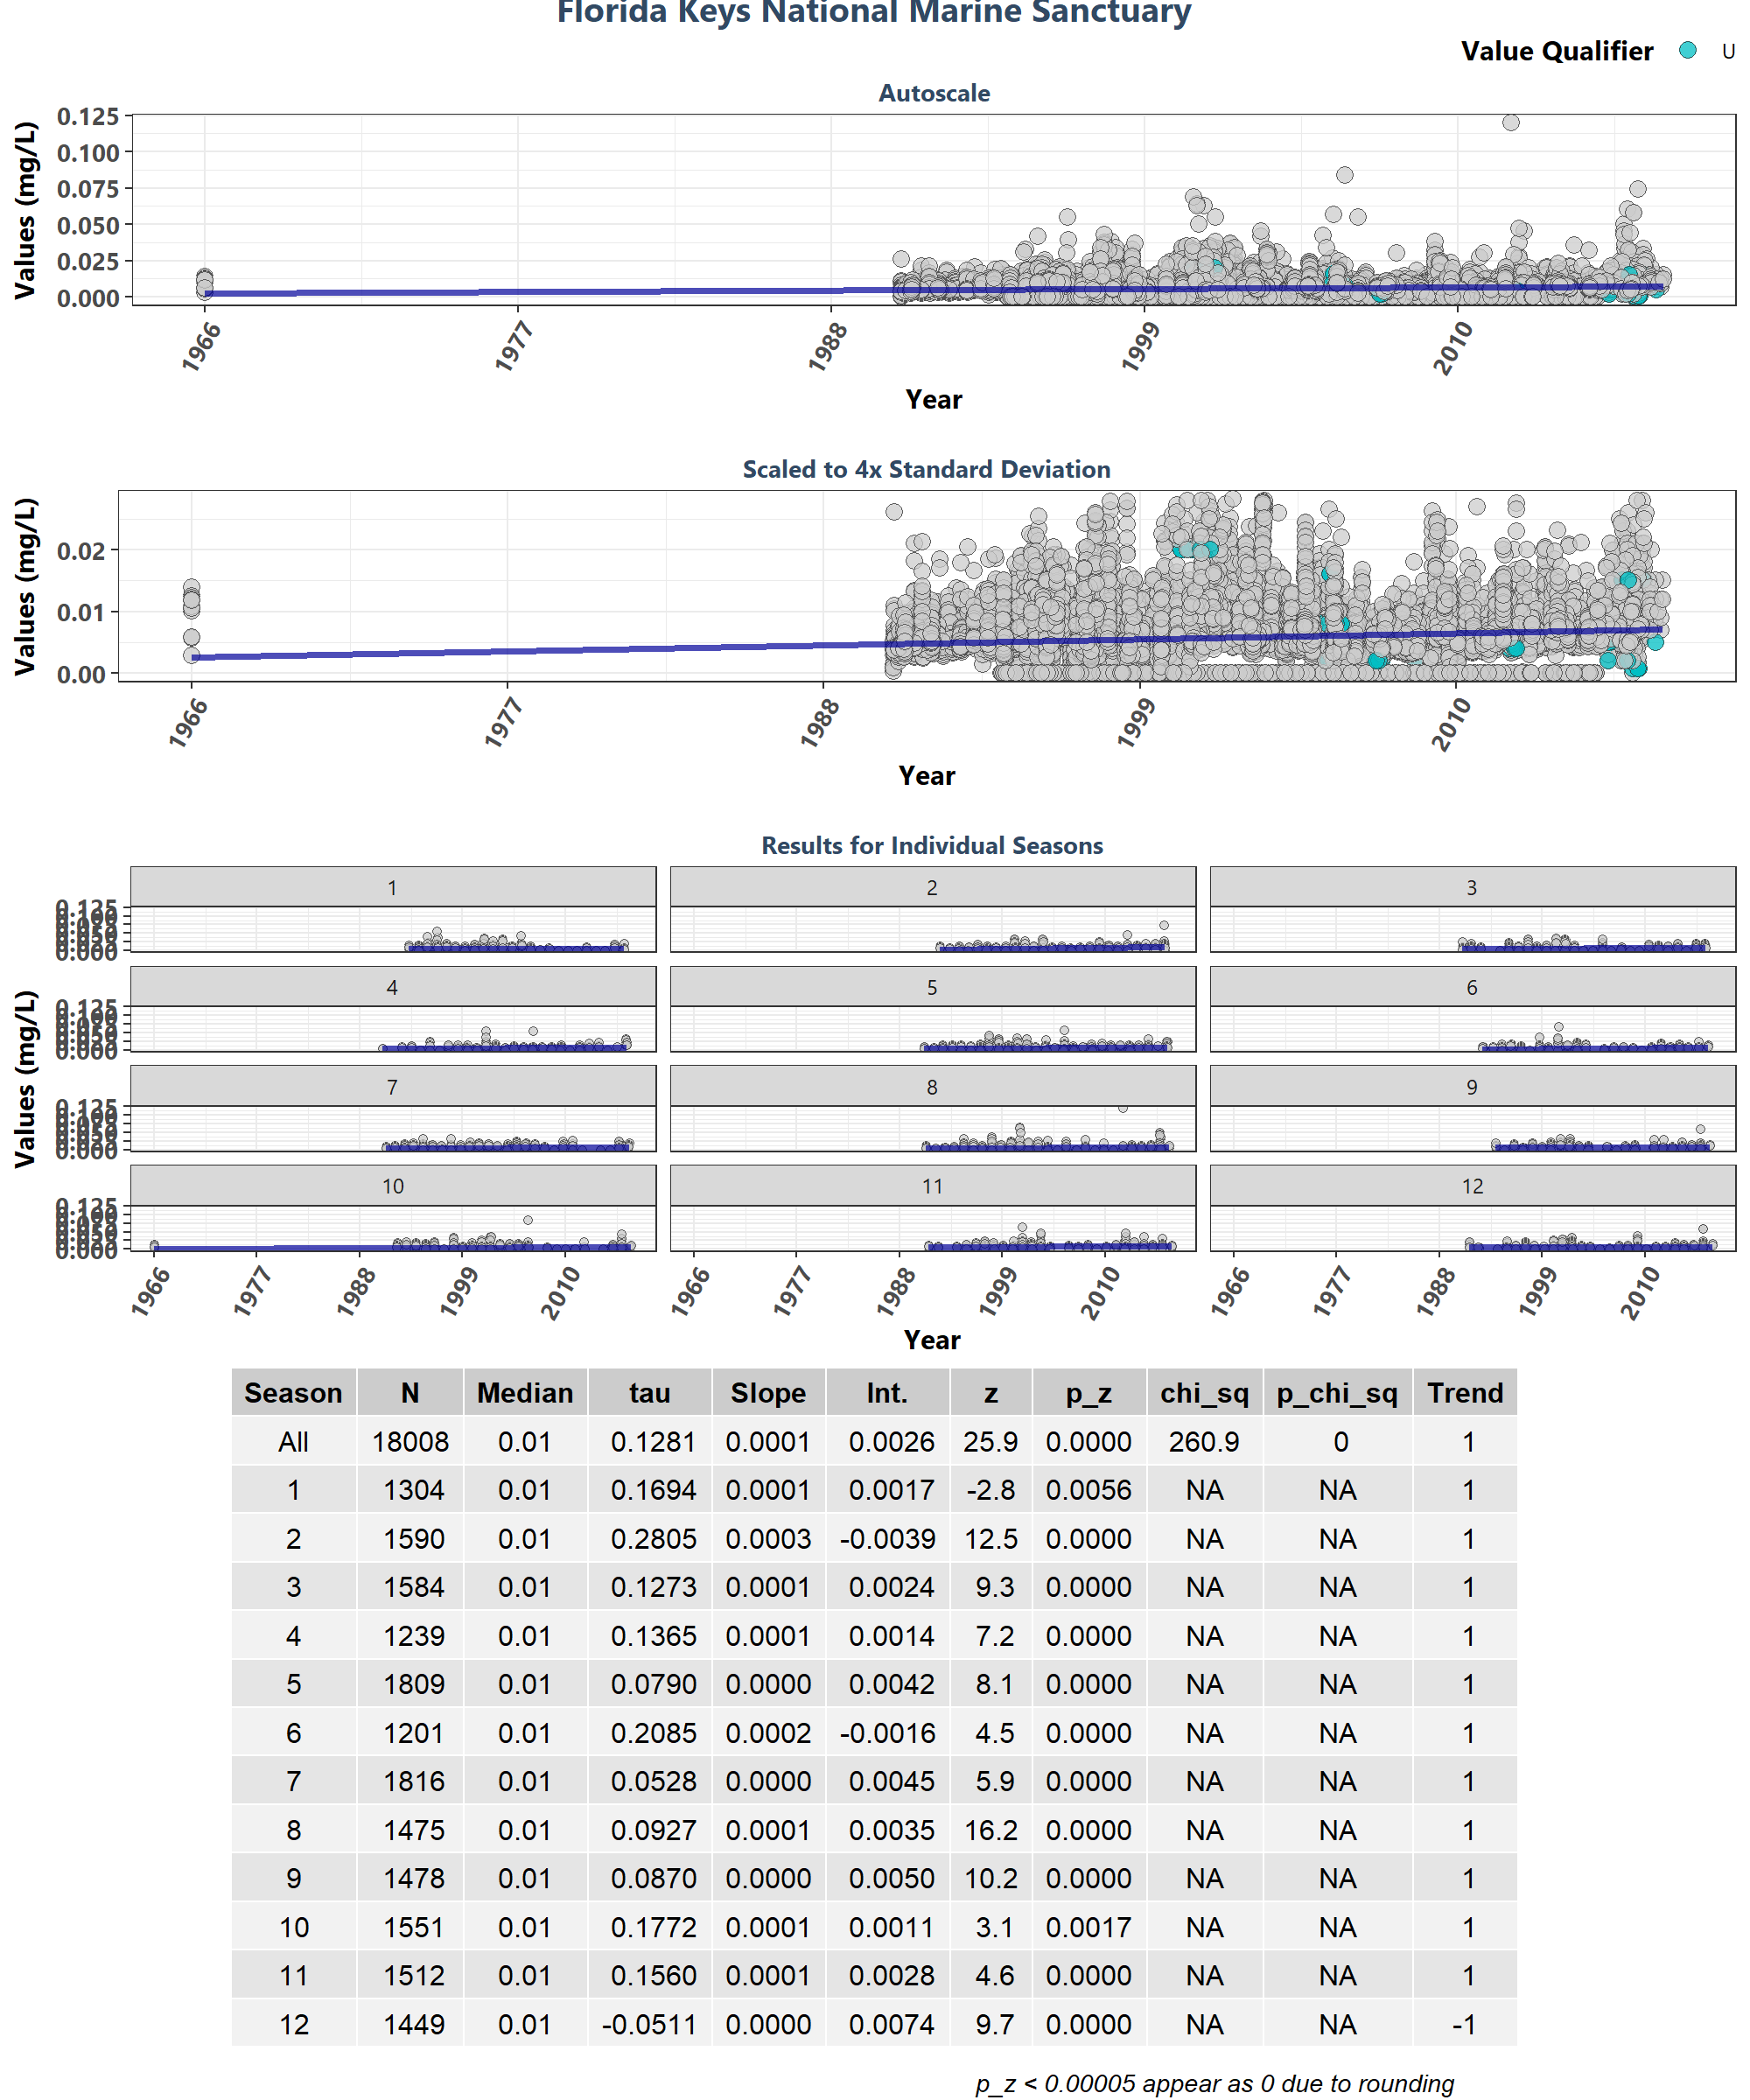 Florida Keys National Marine Sanctuary
Value Qualifier U
Autoscale
Values (mg/L)
0.125
0.100
0.075
0.050
0.025
0.000
1966 1977 1988 1999 2010
Year
Scaled to 4x Standard Deviation
Values (mg/L)
0.02
0.01
0.00
1966 1977 1988 1999 2010
Year
Results for Individual Seasons
Values (mg/L)
1 2 3
0.125
0.000
4 5 6
0.125
0.000
7 8 9
0.125
0.000
10 11 12
0.125
0.000
1966 1977 1988 1999 2010 1966 1977 1988 1999 2010 1966 1977 1988 1999 2010
Year
Season N Median tau Slope Int. z p_z chi_sq p_chi_sq Trend
All 18008 0.01 0.1281 0.0001 0.0026 25.9 0.0000 260.9 0 1
1 1304 0.01 0.1694 0.0001 0.0017 -2.8 0.0056 NA NA 1
2 1590 0.01 0.2805 0.0003 -0.0039 12.5 0.0000 NA NA 1
3 1584 0.01 0.1273 0.0001 0.0024 9.3 0.0000 NA NA 1
4 1239 0.01 0.1365 0.0001 0.0014 7.2 0.0000 NA NA 1
5 1809 0.01 0.0790 0.0000 0.0042 8.1 0.0000 NA NA 1
6 1201 0.01 0.2085 0.0002 -0.0016 4.5 0.0000 NA NA 1
7 1816 0.01 0.0528 0.0000 0.0045 5.9 0.0000 NA NA 1
8 1475 0.01 0.0927 0.0001 0.0035 16.2 0.0000 NA NA 1
9 1478 0.01 0.0870 0.0000 0.0050 10.2 0.0000 NA NA 1
10 1551 0.01 0.1772 0.0001 0.0011 3.1 0.0017 NA NA 1
11 1512 0.01 0.1560 0.0001 0.0028 4.6 0.0000 NA NA 1
12 1449 0.01 -0.0511 0.0000 0.0074 9.7 0.0000 NA NA -1
p_z < 0.00005 appear as 0 due to rounding